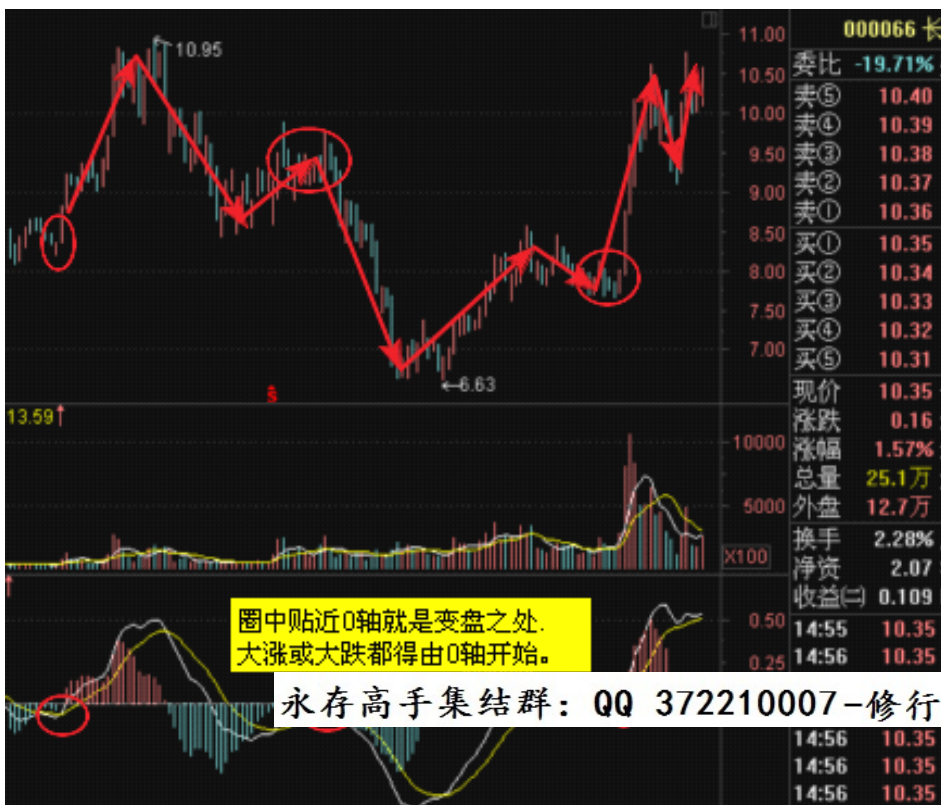 000066 长
10.95
11.00
委比 -19.71%
10.50
卖⑤ 10.40
卖④ 10.39
10.00
卖③ 10.38
9.50
卖② 10.37
9.00
卖① 10.36
8.50
买① 10.35
8.00
买② 10.34
买③ 10.33
7.50
买④ 10.32
7.00
买⑤ 10.31
←6.63
S
现价 10.35
13.59↑
涨跌 0.16
10000
涨幅 1.57%
总量 25.1万
5000
外盘 12.7万
换手 2.28%
X100
净资 2.07
收益㈡ 0.109
圈中贴近0轴就是变盘之处.
大涨或大跌都得由0轴开始。
0.50
14:55 10.35
0.25
14:56 10.35
永存高手集结群：QQ 372210007-修行
14:56 10.35
14:56 10.35
14:56 10.35